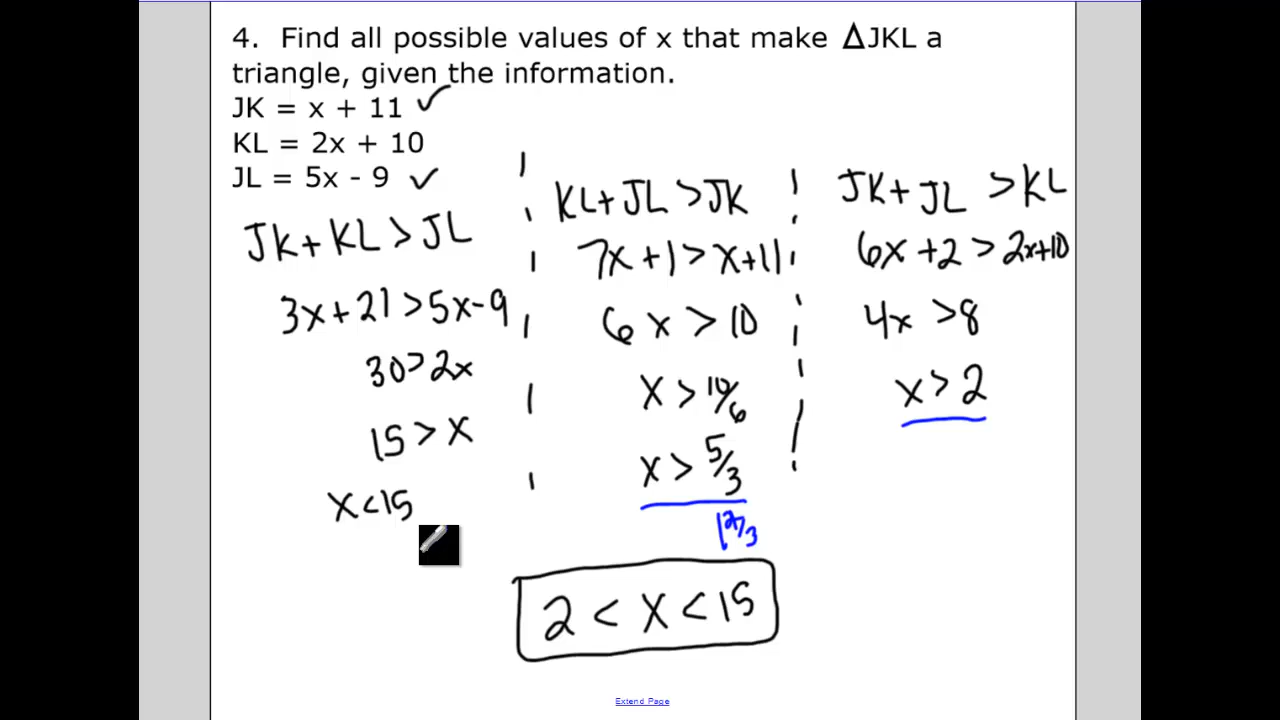 4. Find all possible values of x that make ΔJKL a
triangle, given the information.
JK = x + 11 ✓
KL = 2x + 10
JL = 5x - 9 ✓
JK + KL > JL
3x + 21 > 5x - 9
30 > 2x
15 > x
x < 15
KL + JL > JK
7x + 1 > x + 11
6x > 10
x > 10/6
x > 5/3
1 2/3
JK + JL > KL
6x + 2 > 2x + 10
4x > 8
x > 2
2 < x < 15
Extend Page